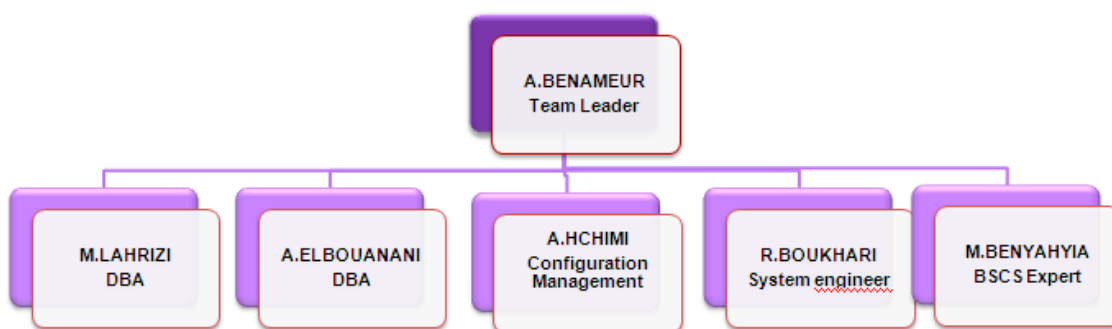 A.BENAMEUR
Team Leader
M.LAHRIZI
DBA
A.ELBOUANANI
DBA
A.HCHIMI
Configuration
Management
R.BOUKHARI
System engineer
M.BENYAHYIA
BSCS Expert